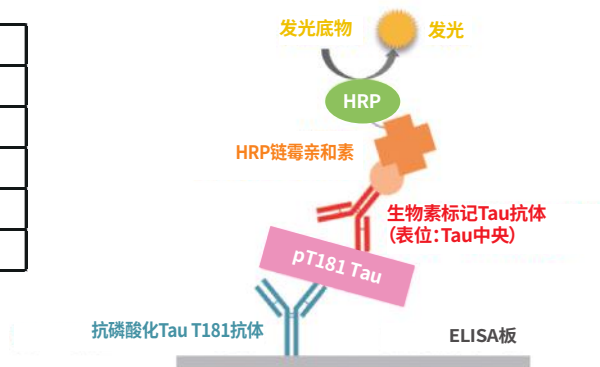 发光底物
发光
HRP
HRP链霉亲和素
生物素标记Tau抗体
(表位:Tau中央)
pT181 Tau
抗磷酸化Tau T181抗体
ELISA板